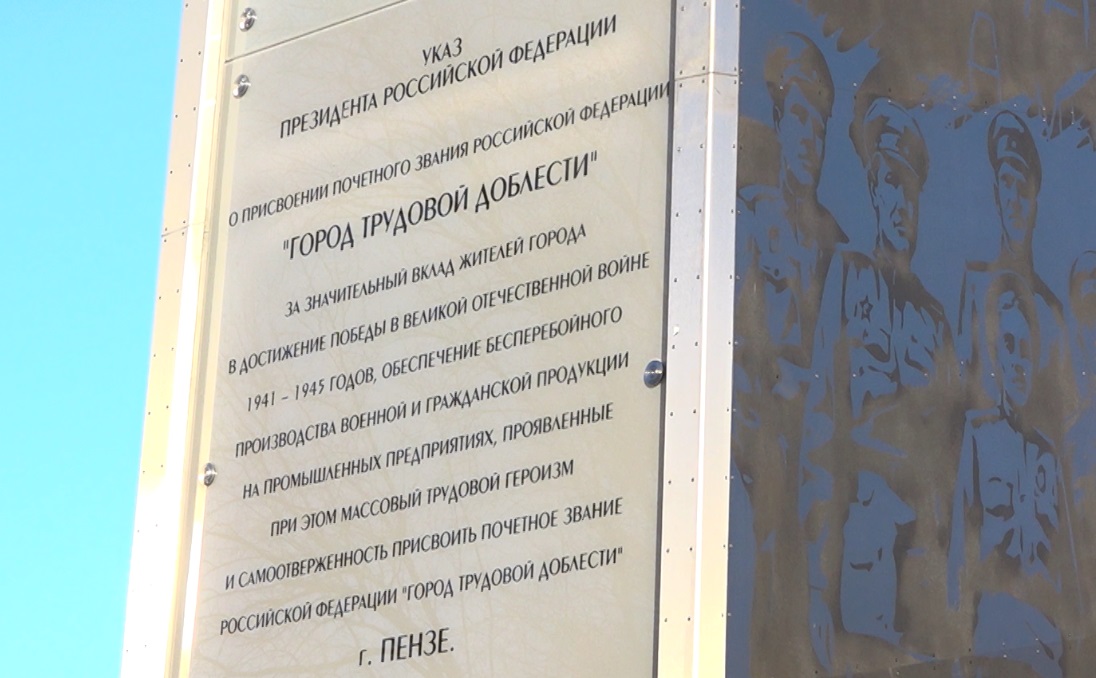 УКАЗ
ПРЕЗИДЕНТА РОССИЙСКОЙ ФЕДЕРАЦИИ
О ПРИСВОЕНИИ ПОЧЕТНОГО ЗВАНИЯ РОССИЙСКОЙ ФЕДЕРАЦИИ
"ГОРОД ТРУДОВОЙ ДОБЛЕСТИ"
ЗА ЗНАЧИТЕЛЬНЫЙ ВКЛАД ЖИТЕЛЕЙ ГОРОДА
В ДОСТИЖЕНИЕ ПОБЕДЫ В ВЕЛИКОЙ ОТЕЧЕСТВЕННОЙ ВОЙНЕ
1941 – 1945 ГОДОВ, ОБЕСПЕЧЕНИЕ БЕСПЕРЕБОЙНОГО
ПРОИЗВОДСТВА ВОЕННОЙ И ГРАЖДАНСКОЙ ПРОДУКЦИИ
НА ПРОМЫШЛЕННЫХ ПРЕДПРИЯТИЯХ, ПРОЯВЛЕННЫЕ
ПРИ ЭТОМ МАССОВЫЙ ТРУДОВОЙ ГЕРОИЗМ
И САМООТВЕРЖЕННОСТЬ ПРИСВОИТЬ ПОЧЕТНОЕ ЗВАНИЕ
РОССИЙСКОЙ ФЕДЕРАЦИИ "ГОРОД ТРУДОВОЙ ДОБЛЕСТИ"
г. ПЕНЗЕ.